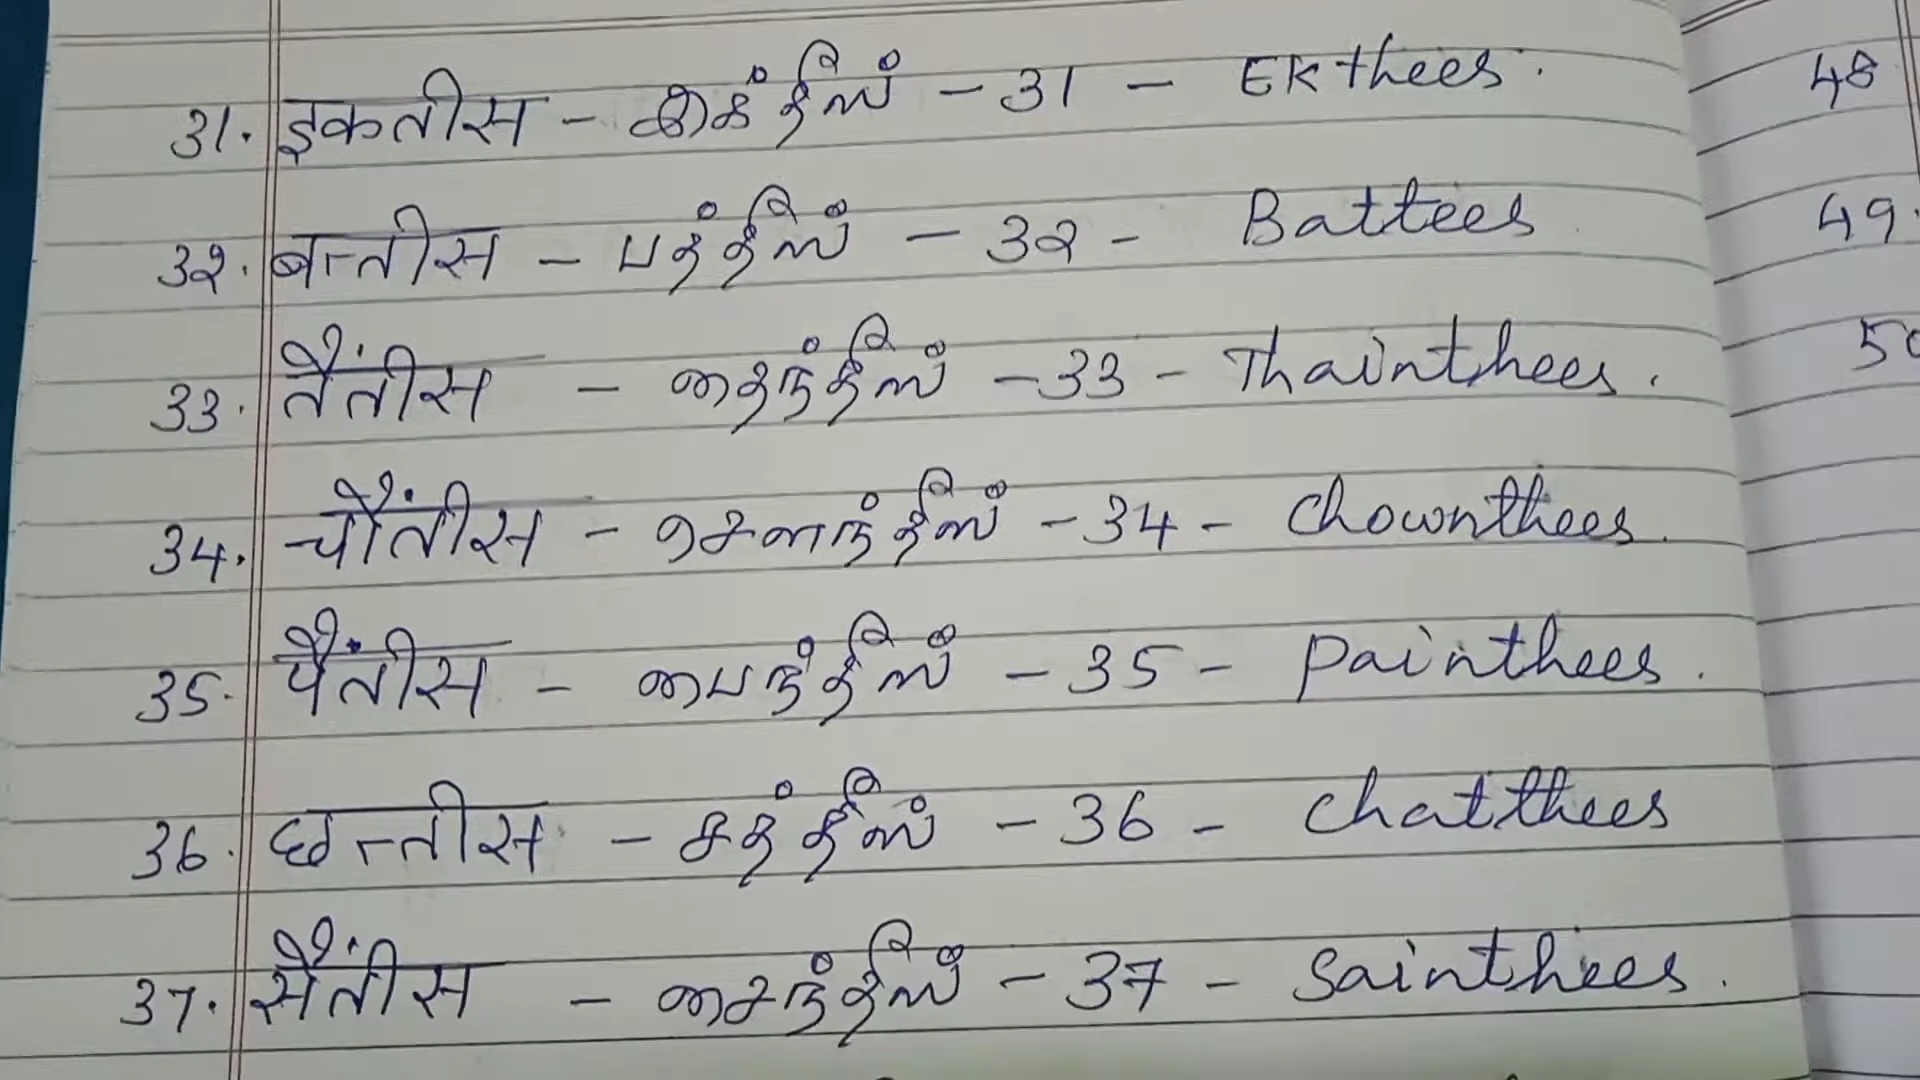 31. इकतीस - இக்தீஸ் - 31 - Ekthees.
32. बत्तीस - பத்தீஸ் - 32 - Battees
33. तैंतीस - தைந்தீஸ் - 33 - Thainthees.
34. चौंतीस - சௌந்தீஸ் - 34 - Chownthees.
35. पैंतीस - பைந்தீஸ் - 35 - Painthees.
36. छत्तीस - சத்தீஸ் - 36 - Chatthees
37. सैंतीस - சைந்தீஸ் - 37 - Sainthees.
48
49.
50